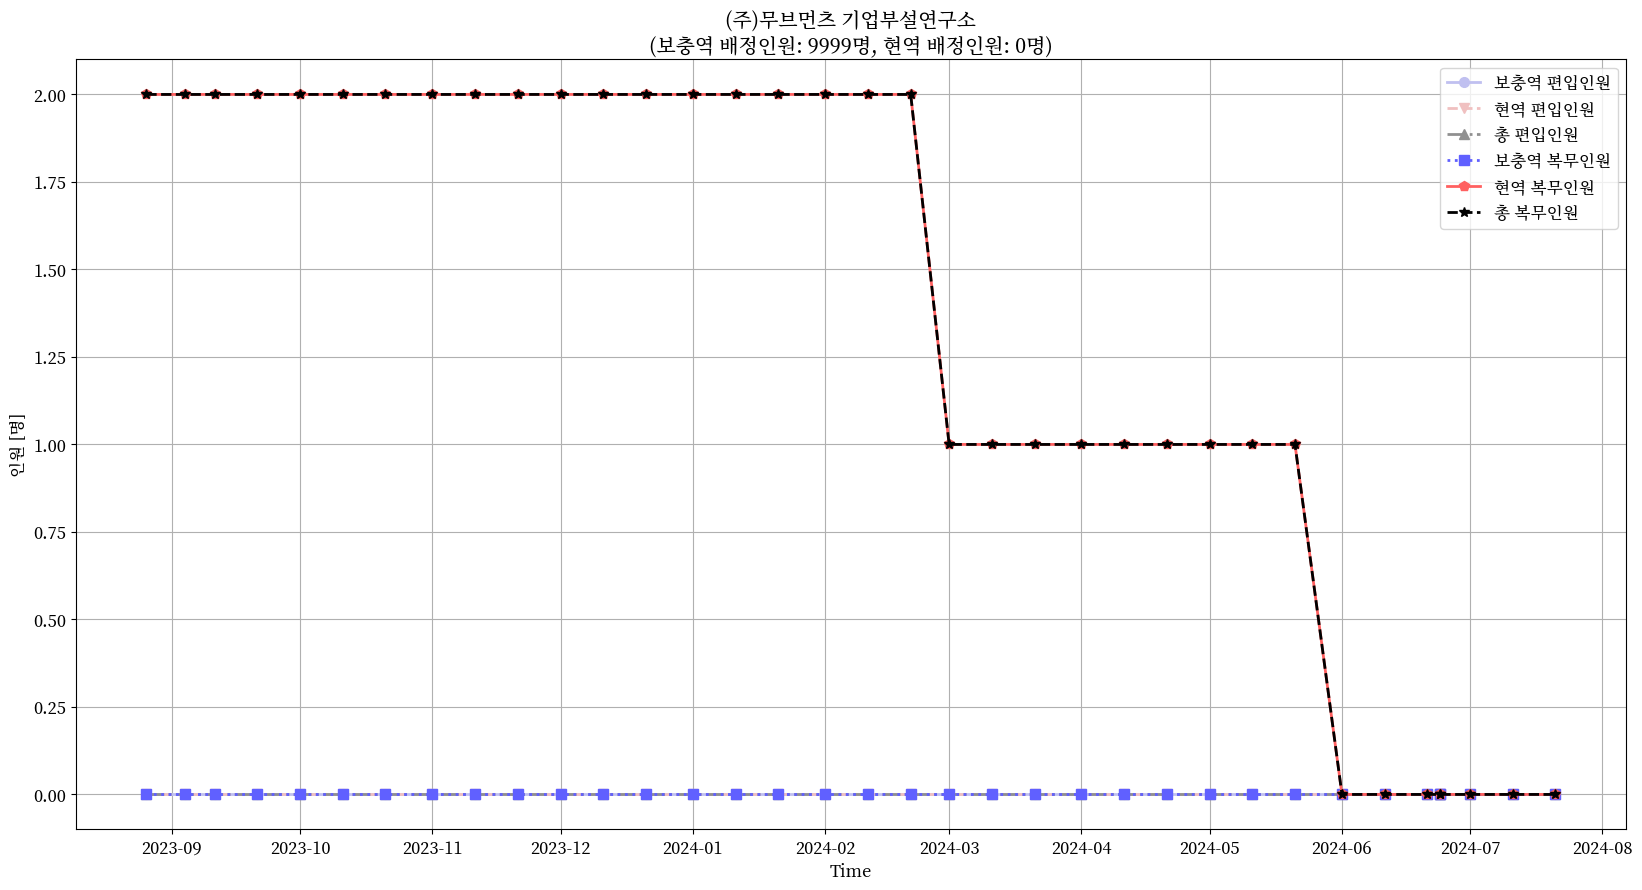 (주)무브먼츠 기업부설연구소
(보충역 배정인원: 9999명, 현역 배정인원: 0명)
보충역 편입인원
현역 편입인원
총 편입인원
보충역 복무인원
현역 복무인원
총 복무인원
인원 [명]
2.00
1.75
1.50
1.25
1.00
0.75
0.50
0.25
0.00
2023-09 2023-10 2023-11 2023-12 2024-01 2024-02 2024-03 2024-04 2024-05 2024-06 2024-07 2024-08
Time